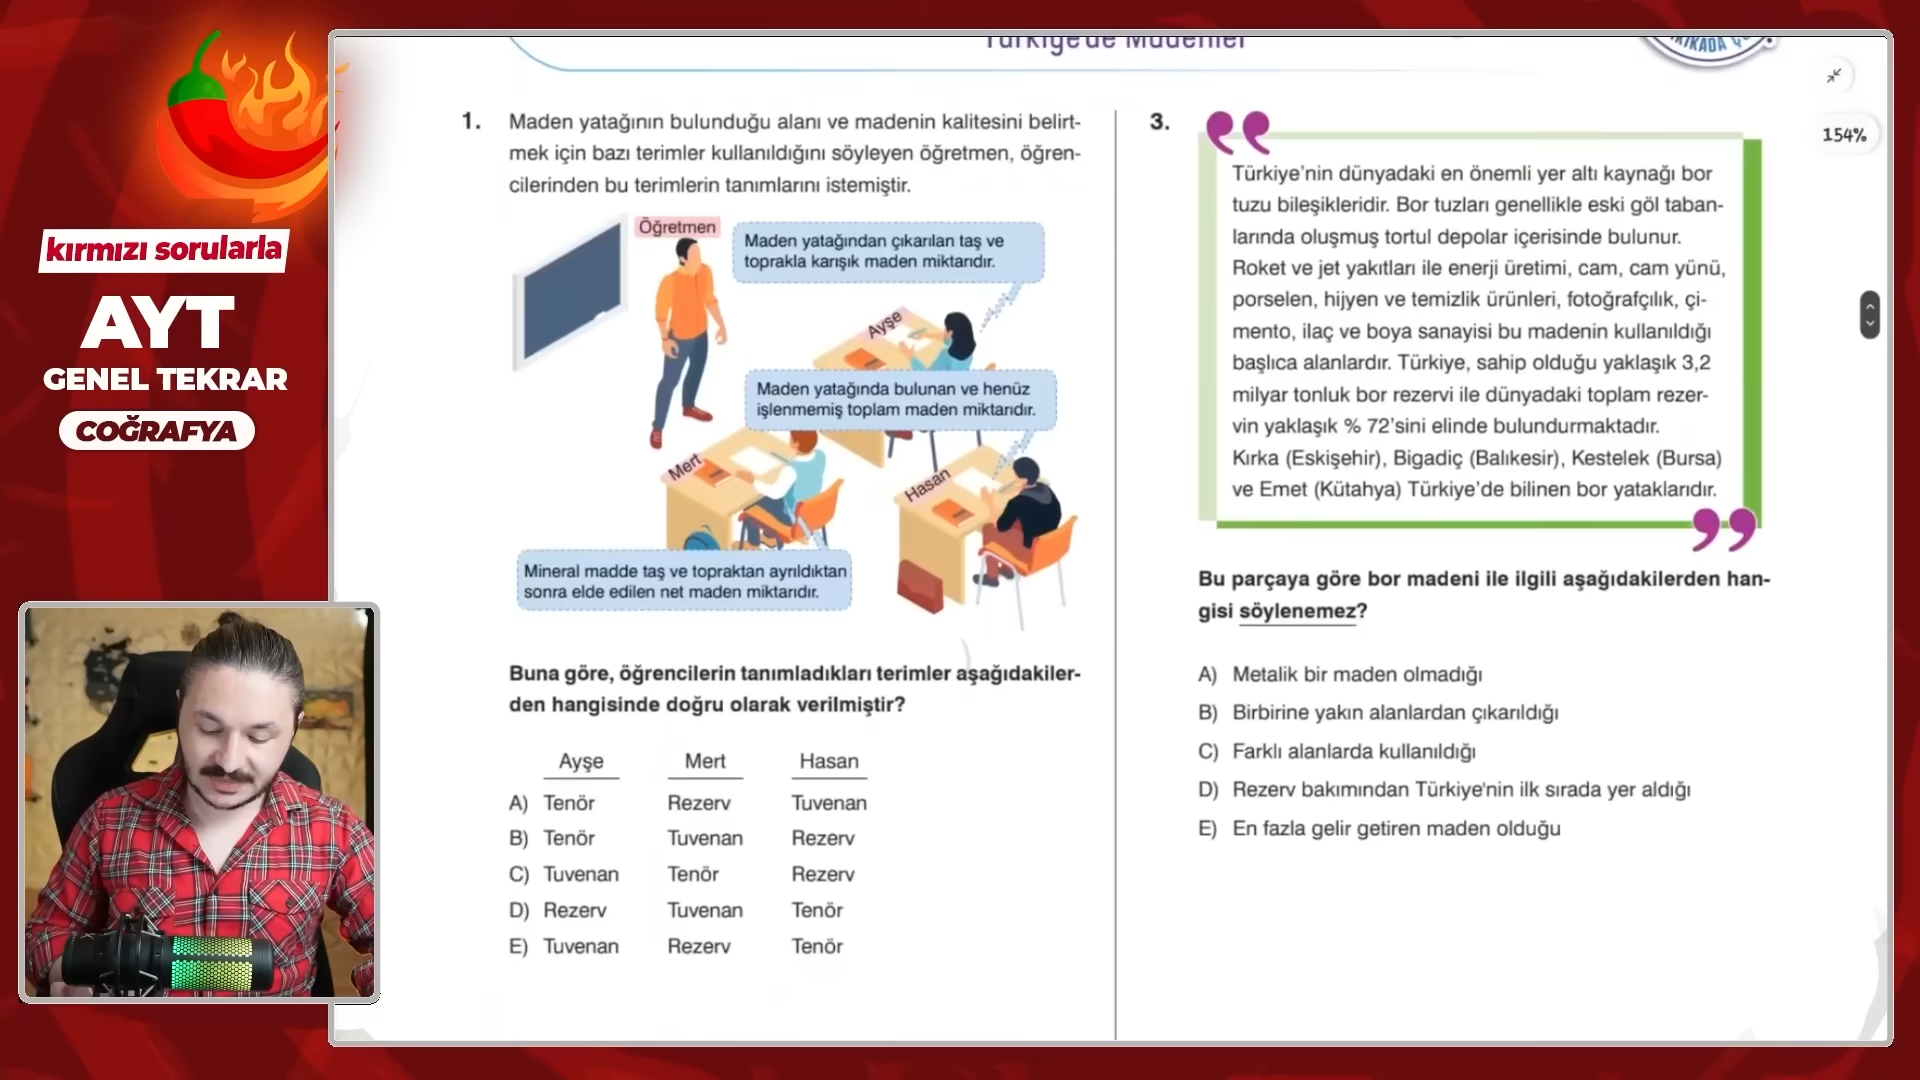 kırmızı sorularla
AYT
GENEL TEKRAR
COĞRAFYA
Türkiye'de Madenler
154%
1. Maden yatağının bulunduğu alanı ve madenin kalitesini belirt-
mek için bazı terimler kullanıldığını söyleyen öğretmen, öğren-
cilerinden bu terimlerin tanımlarını istemiştir.
Öğretmen
Maden yatağından çıkarılan taş ve
toprakla karışık maden miktarıdır.
Ayşe
Maden yatağında bulunan ve henüz
işlenmemiş toplam maden miktarıdır.
Mert
Hasan
Mineral madde taş ve topraktan ayrıldıktan
sonra elde edilen net maden miktarıdır.
Buna göre, öğrencilerin tanımladıkları terimler aşağıdakiler-
den hangisinde doğru olarak verilmiştir?
Ayşe Mert Hasan
A) Tenör Rezerv Tuvenan
B) Tenör Tuvenan Rezerv
C) Tuvenan Tenör Rezerv
D) Rezerv Tuvenan Tenör
E) Tuvenan Rezerv Tenör
3.
Türkiye'nin dünyadaki en önemli yer altı kaynağı bor
tuzu bileşikleridir. Bor tuzları genellikle eski göl taban-
larında oluşmuş tortul depolar içerisinde bulunur.
Roket ve jet yakıtları ile enerji üretimi, cam, cam yünü,
porselen, hijyen ve temizlik ürünleri, fotoğrafçılık, çi-
mento, ilaç ve boya sanayisi bu madenin kullanıldığı
başlıca alanlardır. Türkiye, sahip olduğu yaklaşık 3,2
milyar tonluk bor rezervi ile dünyadaki toplam rezer-
vin yaklaşık % 72'sini elinde bulundurmaktadır.
Kırka (Eskişehir), Bigadiç (Balıkesir), Kestelek (Bursa)
ve Emet (Kütahya) Türkiye'de bilinen bor yataklarıdır.
Bu parçaya göre bor madeni ile ilgili aşağıdakilerden han-
gisi söylenemez?
A) Metalik bir maden olmadığı
B) Birbirine yakın alanlardan çıkarıldığı
C) Farklı alanlarda kullanıldığı
D) Rezerv bakımından Türkiye'nin ilk sırada yer aldığı
E) En fazla gelir getiren maden olduğu